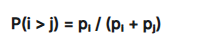 P(i > j) = pᵢ / (pᵢ + pⱼ)